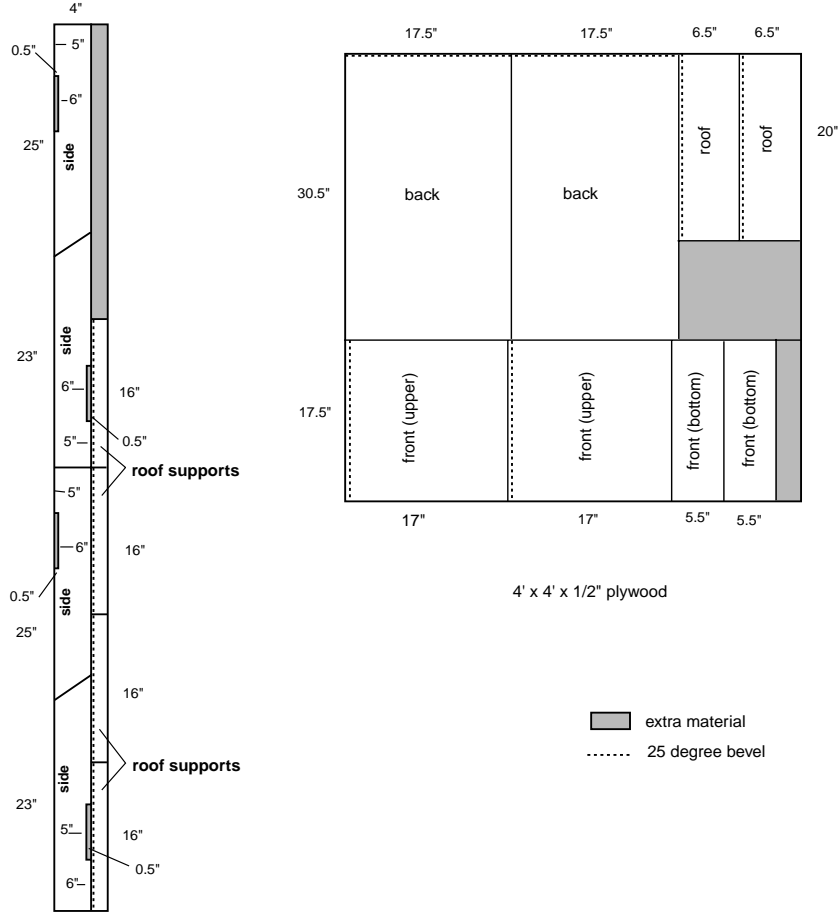 4"
5"
0.5"
6"
25"
side
side
23"
6"
16"
5"
0.5"
roof supports
5"
6"
16"
0.5"
side
25"
16"
roof supports
side
23"
5"
16"
0.5"
6"
17.5" 17.5" 6.5" 6.5"
roof roof
20"
30.5"
back back
17.5"
front (upper) front (upper) front (bottom) front (bottom)
17" 17" 5.5" 5.5"
4' x 4' x 1/2" plywood
extra material
25 degree bevel